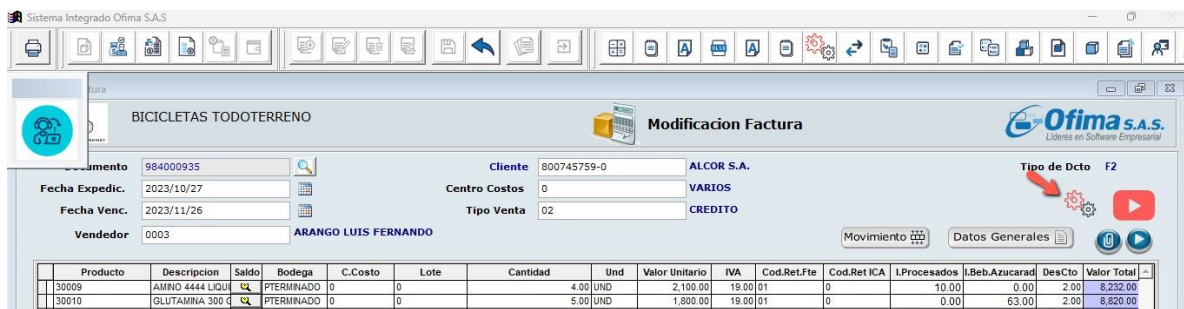 Sistema Integrado Ofima S.A.S
tura
BICICLETAS TODOTERRENO
Modificacion Factura
Ofima S.A.S.
Líderes en Software Empresarial
Documento 984000935 Cliente 800745759-0 ALCOR S.A. Tipo de Dcto F2
Fecha Expedic. 2023/10/27 Centro Costos 0 VARIOS
Fecha Venc. 2023/11/26 Tipo Venta 02 CREDITO
Vendedor 0003 ARANGO LUIS FERNANDO Movimiento Datos Generales
Producto Descripcion Saldo Bodega C.Costo Lote Cantidad Und Valor Unitario IVA Cod.Ret.Fte Cod.Ret ICA I.Procesados I.Beb.Azucarad DesCto Valor Total
30009 AMINO 4444 LIQUI PTERMINADO 0 0 4.00 UND 2,100.00 19.00 01 0 10.00 0.00 2.00 8,232.00
30010 GLUTAMINA 300 G PTERMINADO 0 0 5.00 UND 1,800.00 19.00 01 0 0.00 63.00 2.00 8,820.00